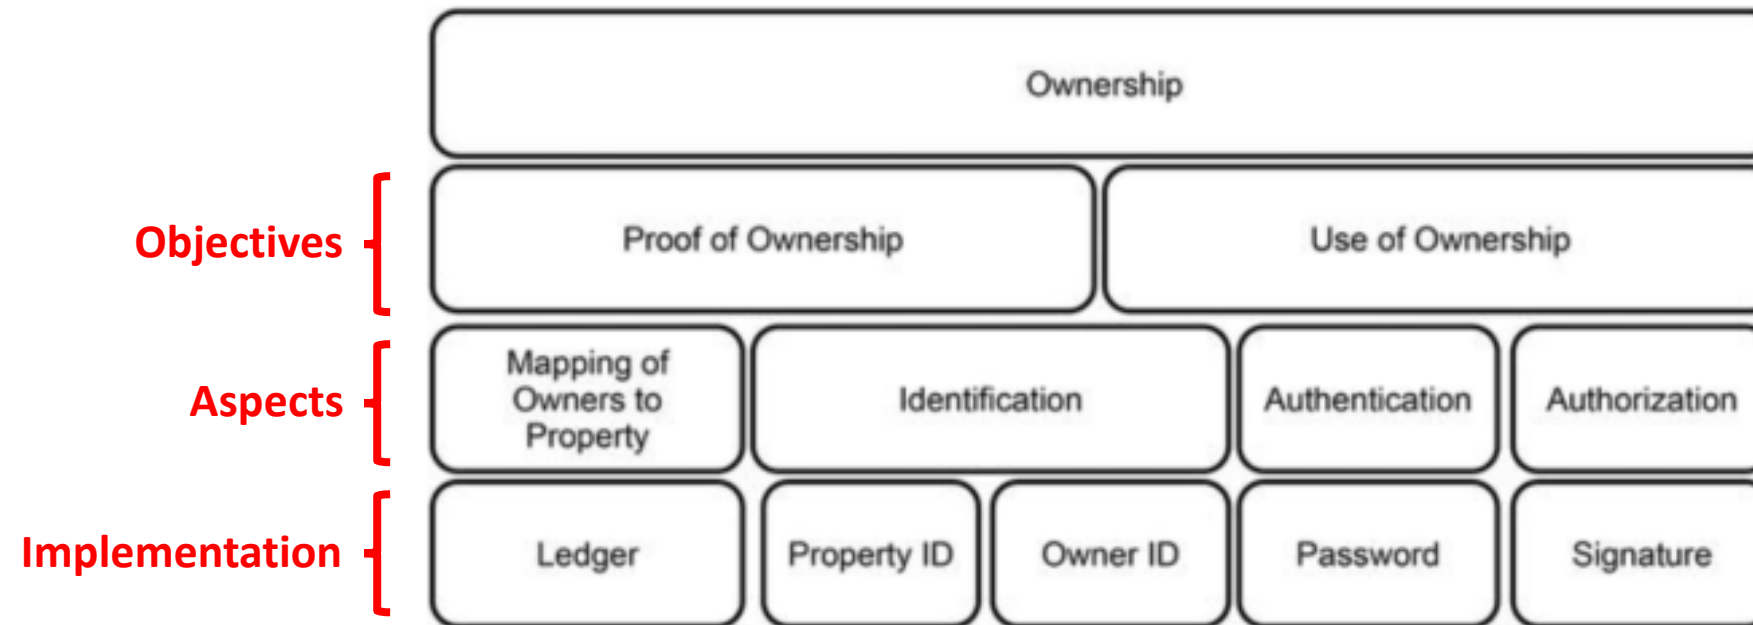 Ownership
Objectives
Proof of Ownership
Use of Ownership
Aspects
Mapping of
Owners to
Property
Identification
Authentication
Authorization
Implementation
Ledger
Property ID
Owner ID
Password
Signature